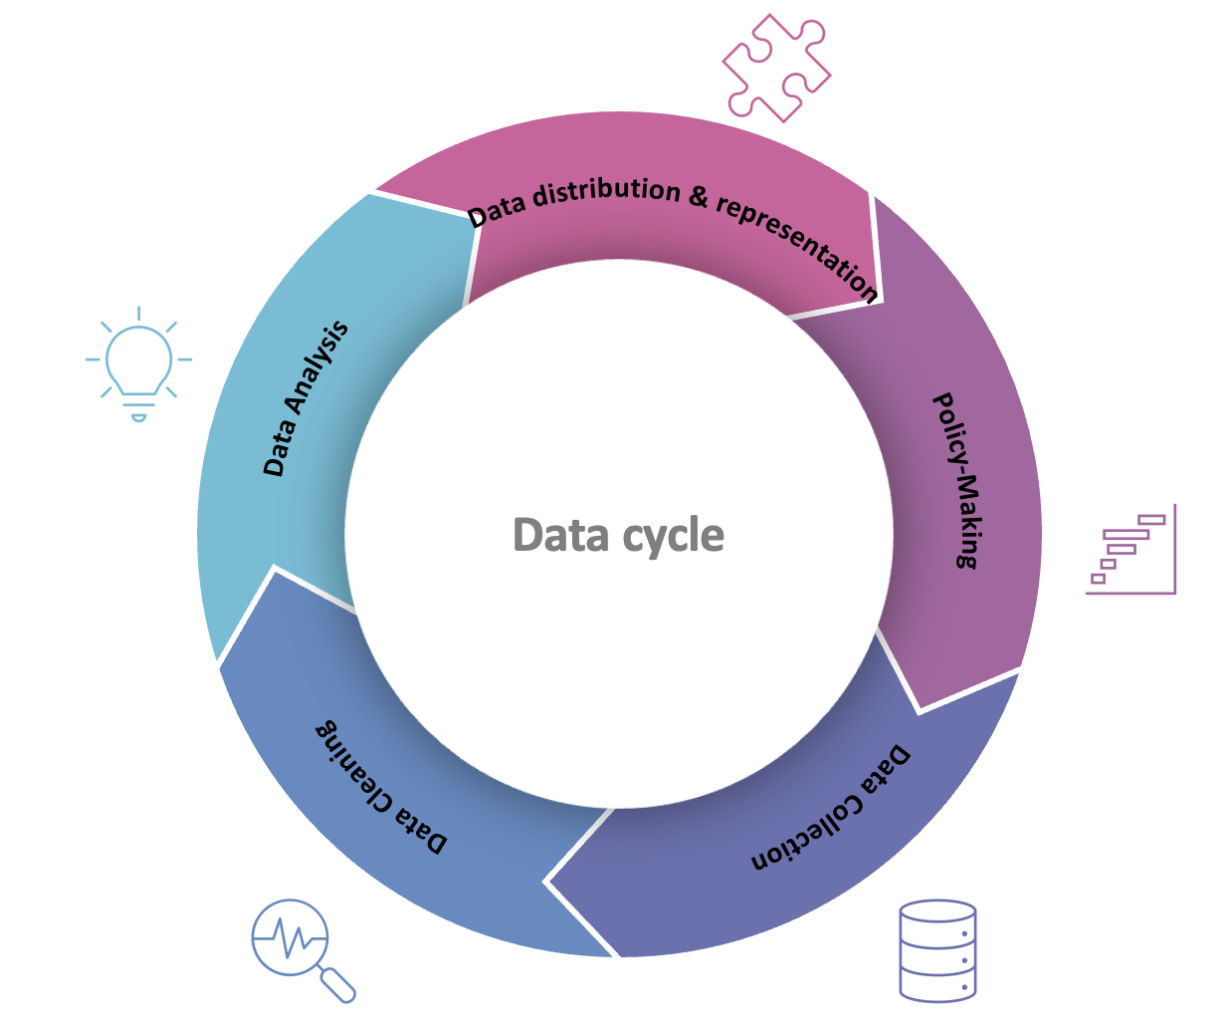 Data distribution & representation
Policy-Making
Data Collection
Data Cleaning
Data Analysis
Data cycle